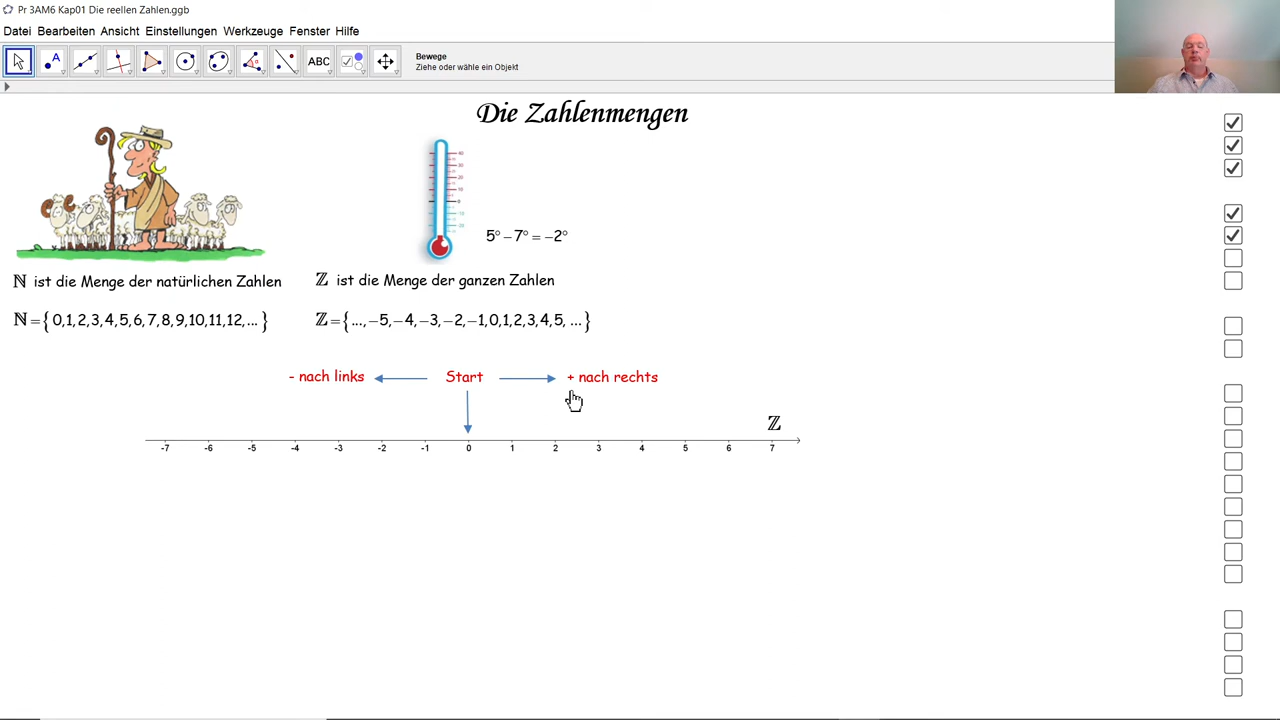 Pr 3AM6 Kap01 Die reellen Zahlen.ggb
Datei Bearbeiten Ansicht Einstellungen Werkzeuge Fenster Hilfe
A
ABC
Bewege
Ziehe oder wähle ein Objekt
Die Zahlenmengen
5° – 7° = –2°
ℕ ist die Menge der natürlichen Zahlen
ℤ ist die Menge der ganzen Zahlen
ℕ = { 0,1,2,3,4,5,6,7,8,9,10,11,12,... }
ℤ = { ...,–5,–4,–3,–2,–1,0,1,2,3,4,5, ... }
- nach links Start + nach rechts
ℤ
-7 -6 -5 -4 -3 -2 -1 0 1 2 3 4 5 6 7